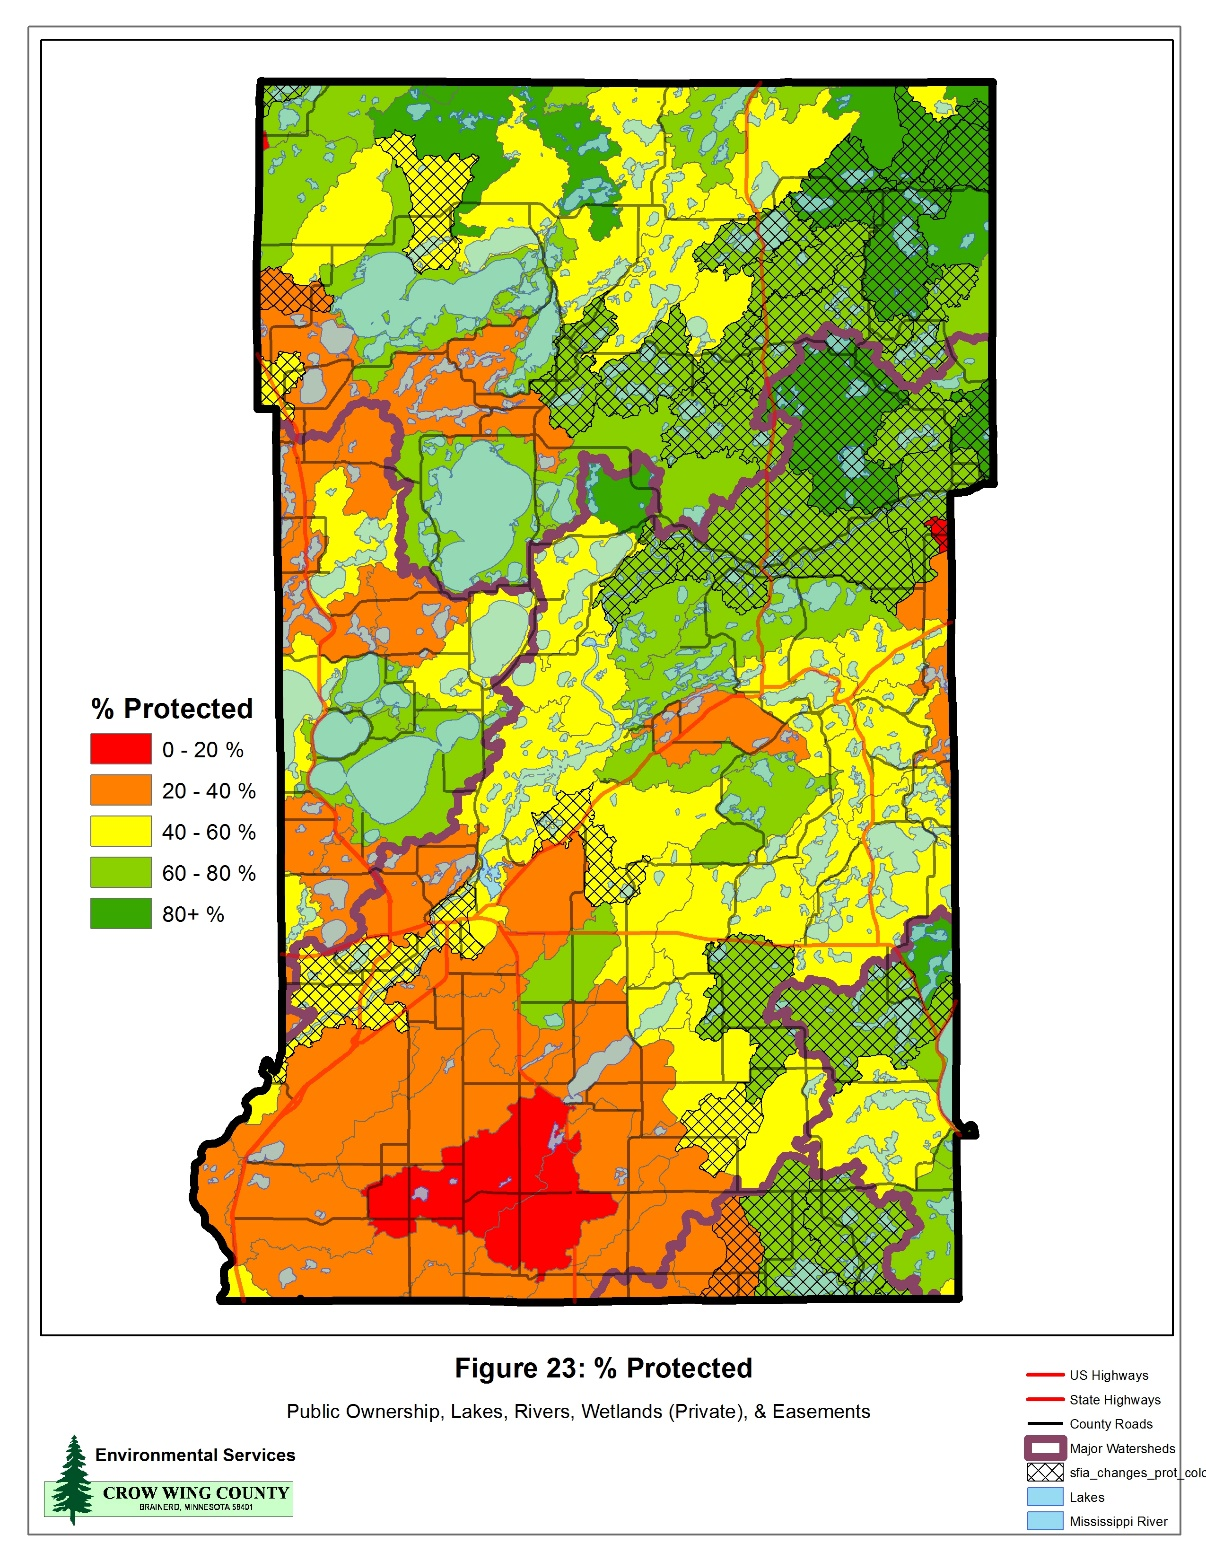 % Protected
0 - 20 %
20 - 40 %
40 - 60 %
60 - 80 %
80+ %
Figure 23: % Protected
Public Ownership, Lakes, Rivers, Wetlands (Private), & Easements
Environmental Services
CROW WING COUNTY
BRAINERD, MINNESOTA 56401
US Highways
State Highways
County Roads
Major Watersheds
sfia_changes_prot_colo
Lakes
Mississippi River